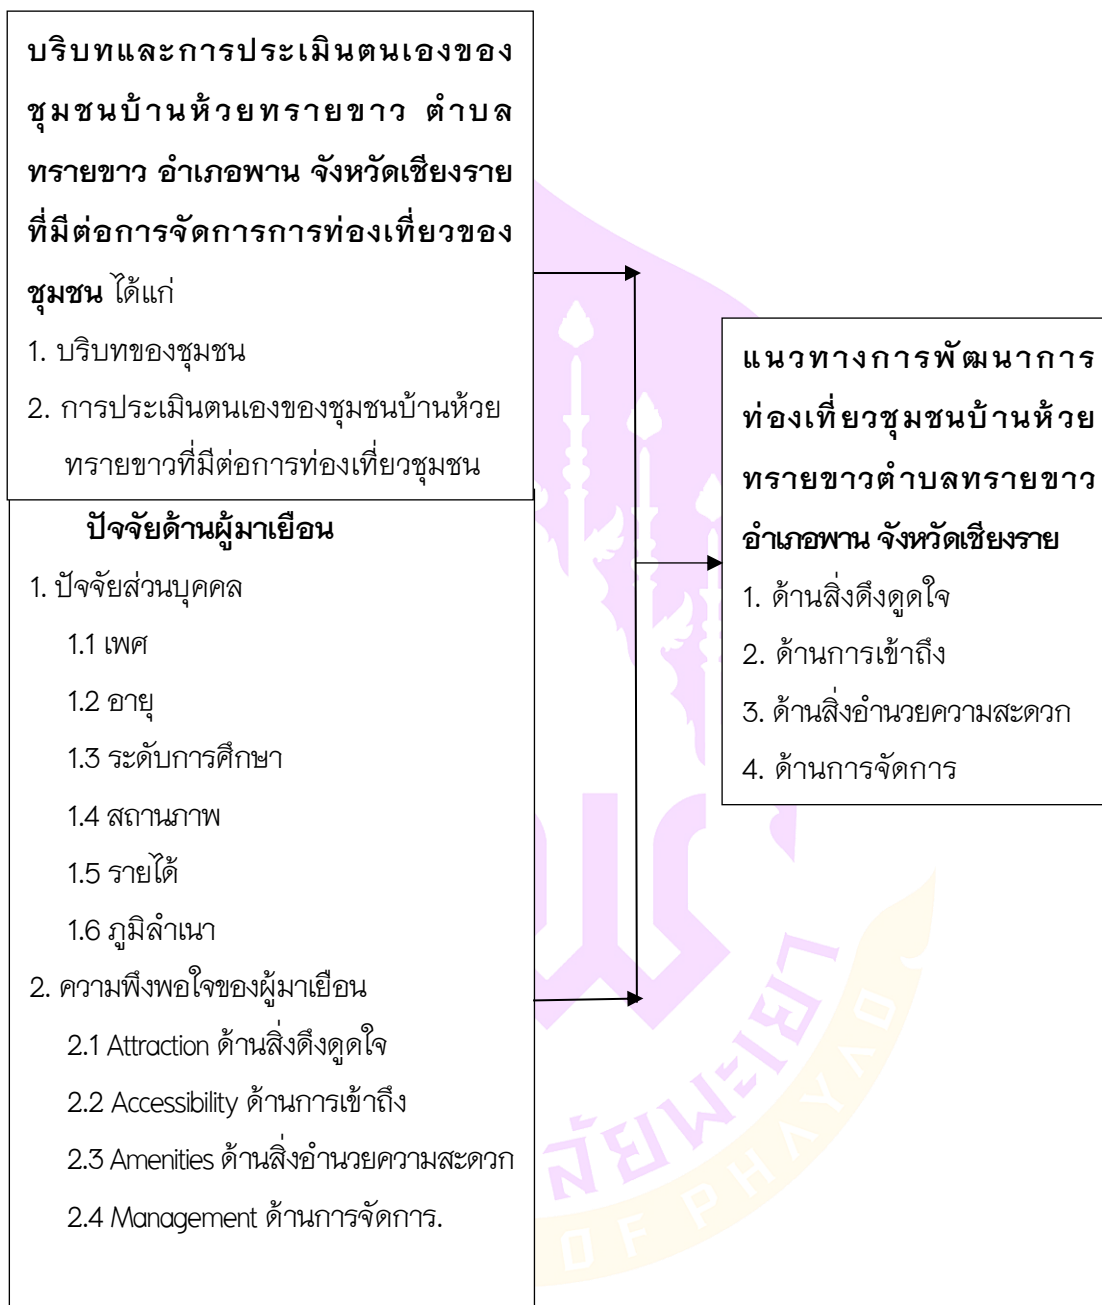 บริบทและการประเมินตนเองของ
ชุมชนบ้านห้วยทรายขาว ตำบล
ทรายขาว อำเภอพาน จังหวัดเชียงราย
ที่มีต่อการจัดการการท่องเที่ยวของ
ชุมชน ได้แก่
1. บริบทของชุมชน
2. การประเมินตนเองของชุมชนบ้านห้วย
ทรายขาวที่มีต่อการท่องเที่ยวชุมชน
ปัจจัยด้านผู้มาเยือน
1. ปัจจัยส่วนบุคคล
1.1 เพศ
1.2 อายุ
1.3 ระดับการศึกษา
1.4 สถานภาพ
1.5 รายได้
1.6 ภูมิลำเนา
2. ความพึงพอใจของผู้มาเยือน
2.1 Attraction ด้านสิ่งดึงดูดใจ
2.2 Accessibility ด้านการเข้าถึง
2.3 Amenities ด้านสิ่งอำนวยความสะดวก
2.4 Management ด้านการจัดการ.
แนวทางการพัฒนาการ
ท่องเที่ยวชุมชนบ้านห้วย
ทรายขาวตำบลทรายขาว
อำเภอพาน จังหวัดเชียงราย
1. ด้านสิ่งดึงดูดใจ
2. ด้านการเข้าถึง
3. ด้านสิ่งอำนวยความสะดวก
4. ด้านการจัดการ
ลัยพะเยา
OF PHAYAO